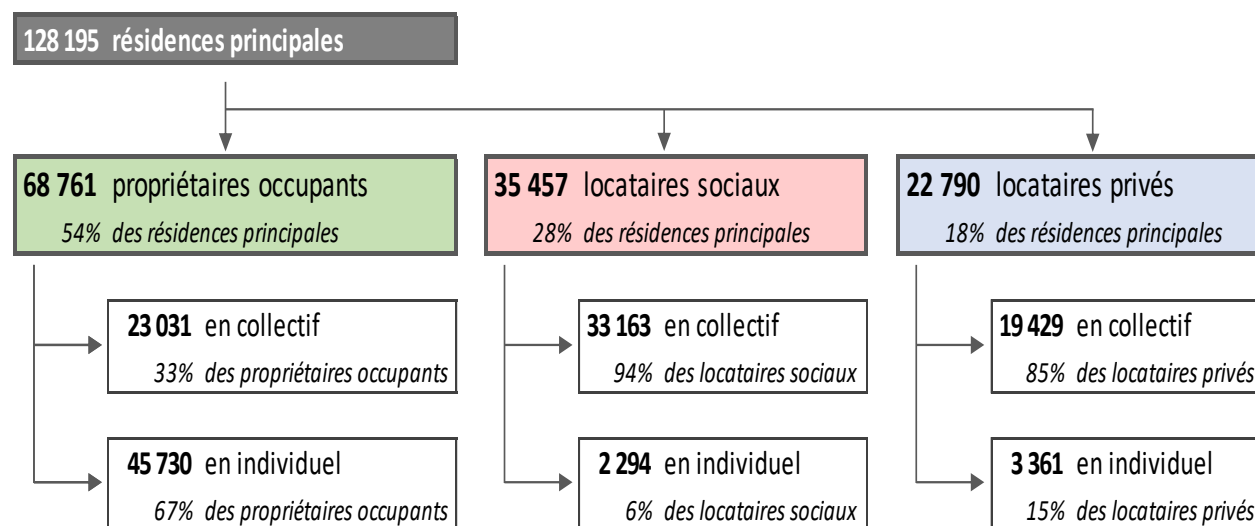 128 195 résidences principales
68 761 propriétaires occupants
54% des résidences principales
35 457 locataires sociaux
28% des résidences principales
22 790 locataires privés
18% des résidences principales
23 031 en collectif
33% des propriétaires occupants
33 163 en collectif
94% des locataires sociaux
19 429 en collectif
85% des locataires privés
45 730 en individuel
67% des propriétaires occupants
2 294 en individuel
6% des locataires sociaux
3 361 en individuel
15% des locataires privés